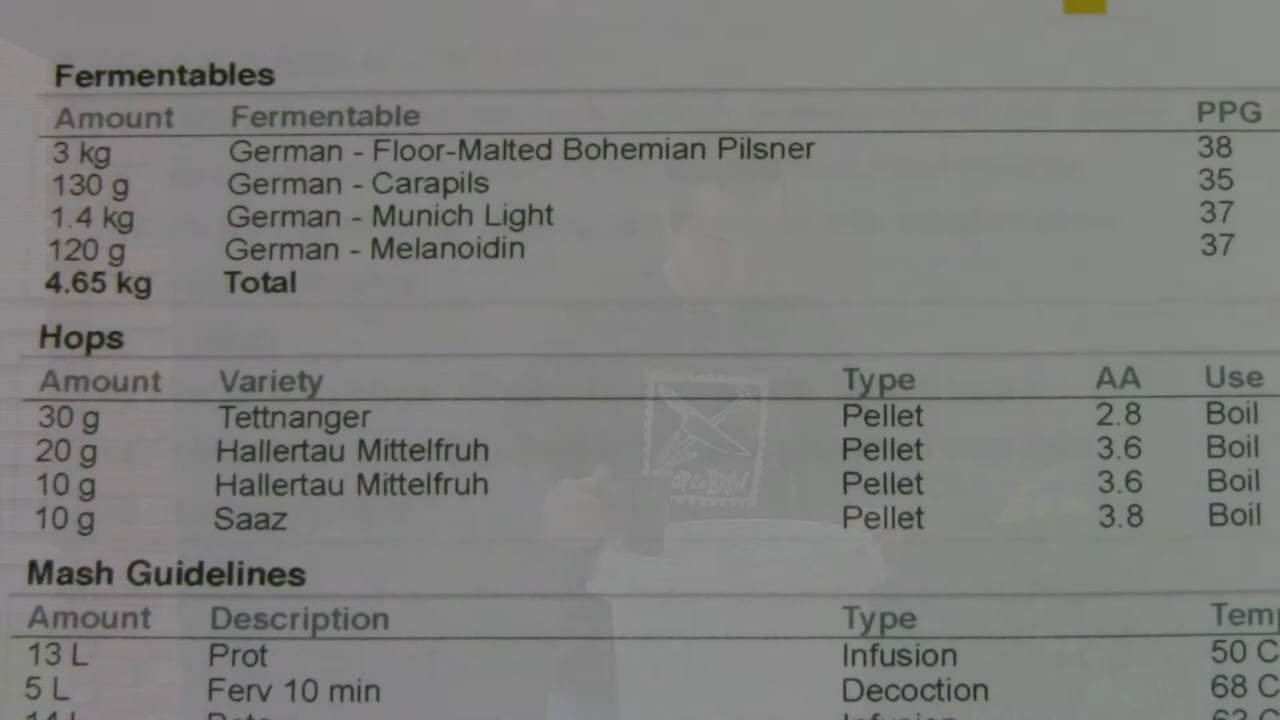 Fermentables
Amount Fermentable PPG
3 kg German - Floor-Malted Bohemian Pilsner 38
130 g German - Carapils 35
1.4 kg German - Munich Light 37
120 g German - Melanoidin 37
4.65 kg Total
Hops
Amount Variety Type AA Use
30 g Tettnanger Pellet 2.8 Boil
20 g Hallertau Mittelfruh Pellet 3.6 Boil
10 g Hallertau Mittelfruh Pellet 3.6 Boil
10 g Saaz Pellet 3.8 Boil
Mash Guidelines
Amount Description Type Temp
13 L Prot Infusion 50 C
5 L Ferv 10 min Decoction 68 C